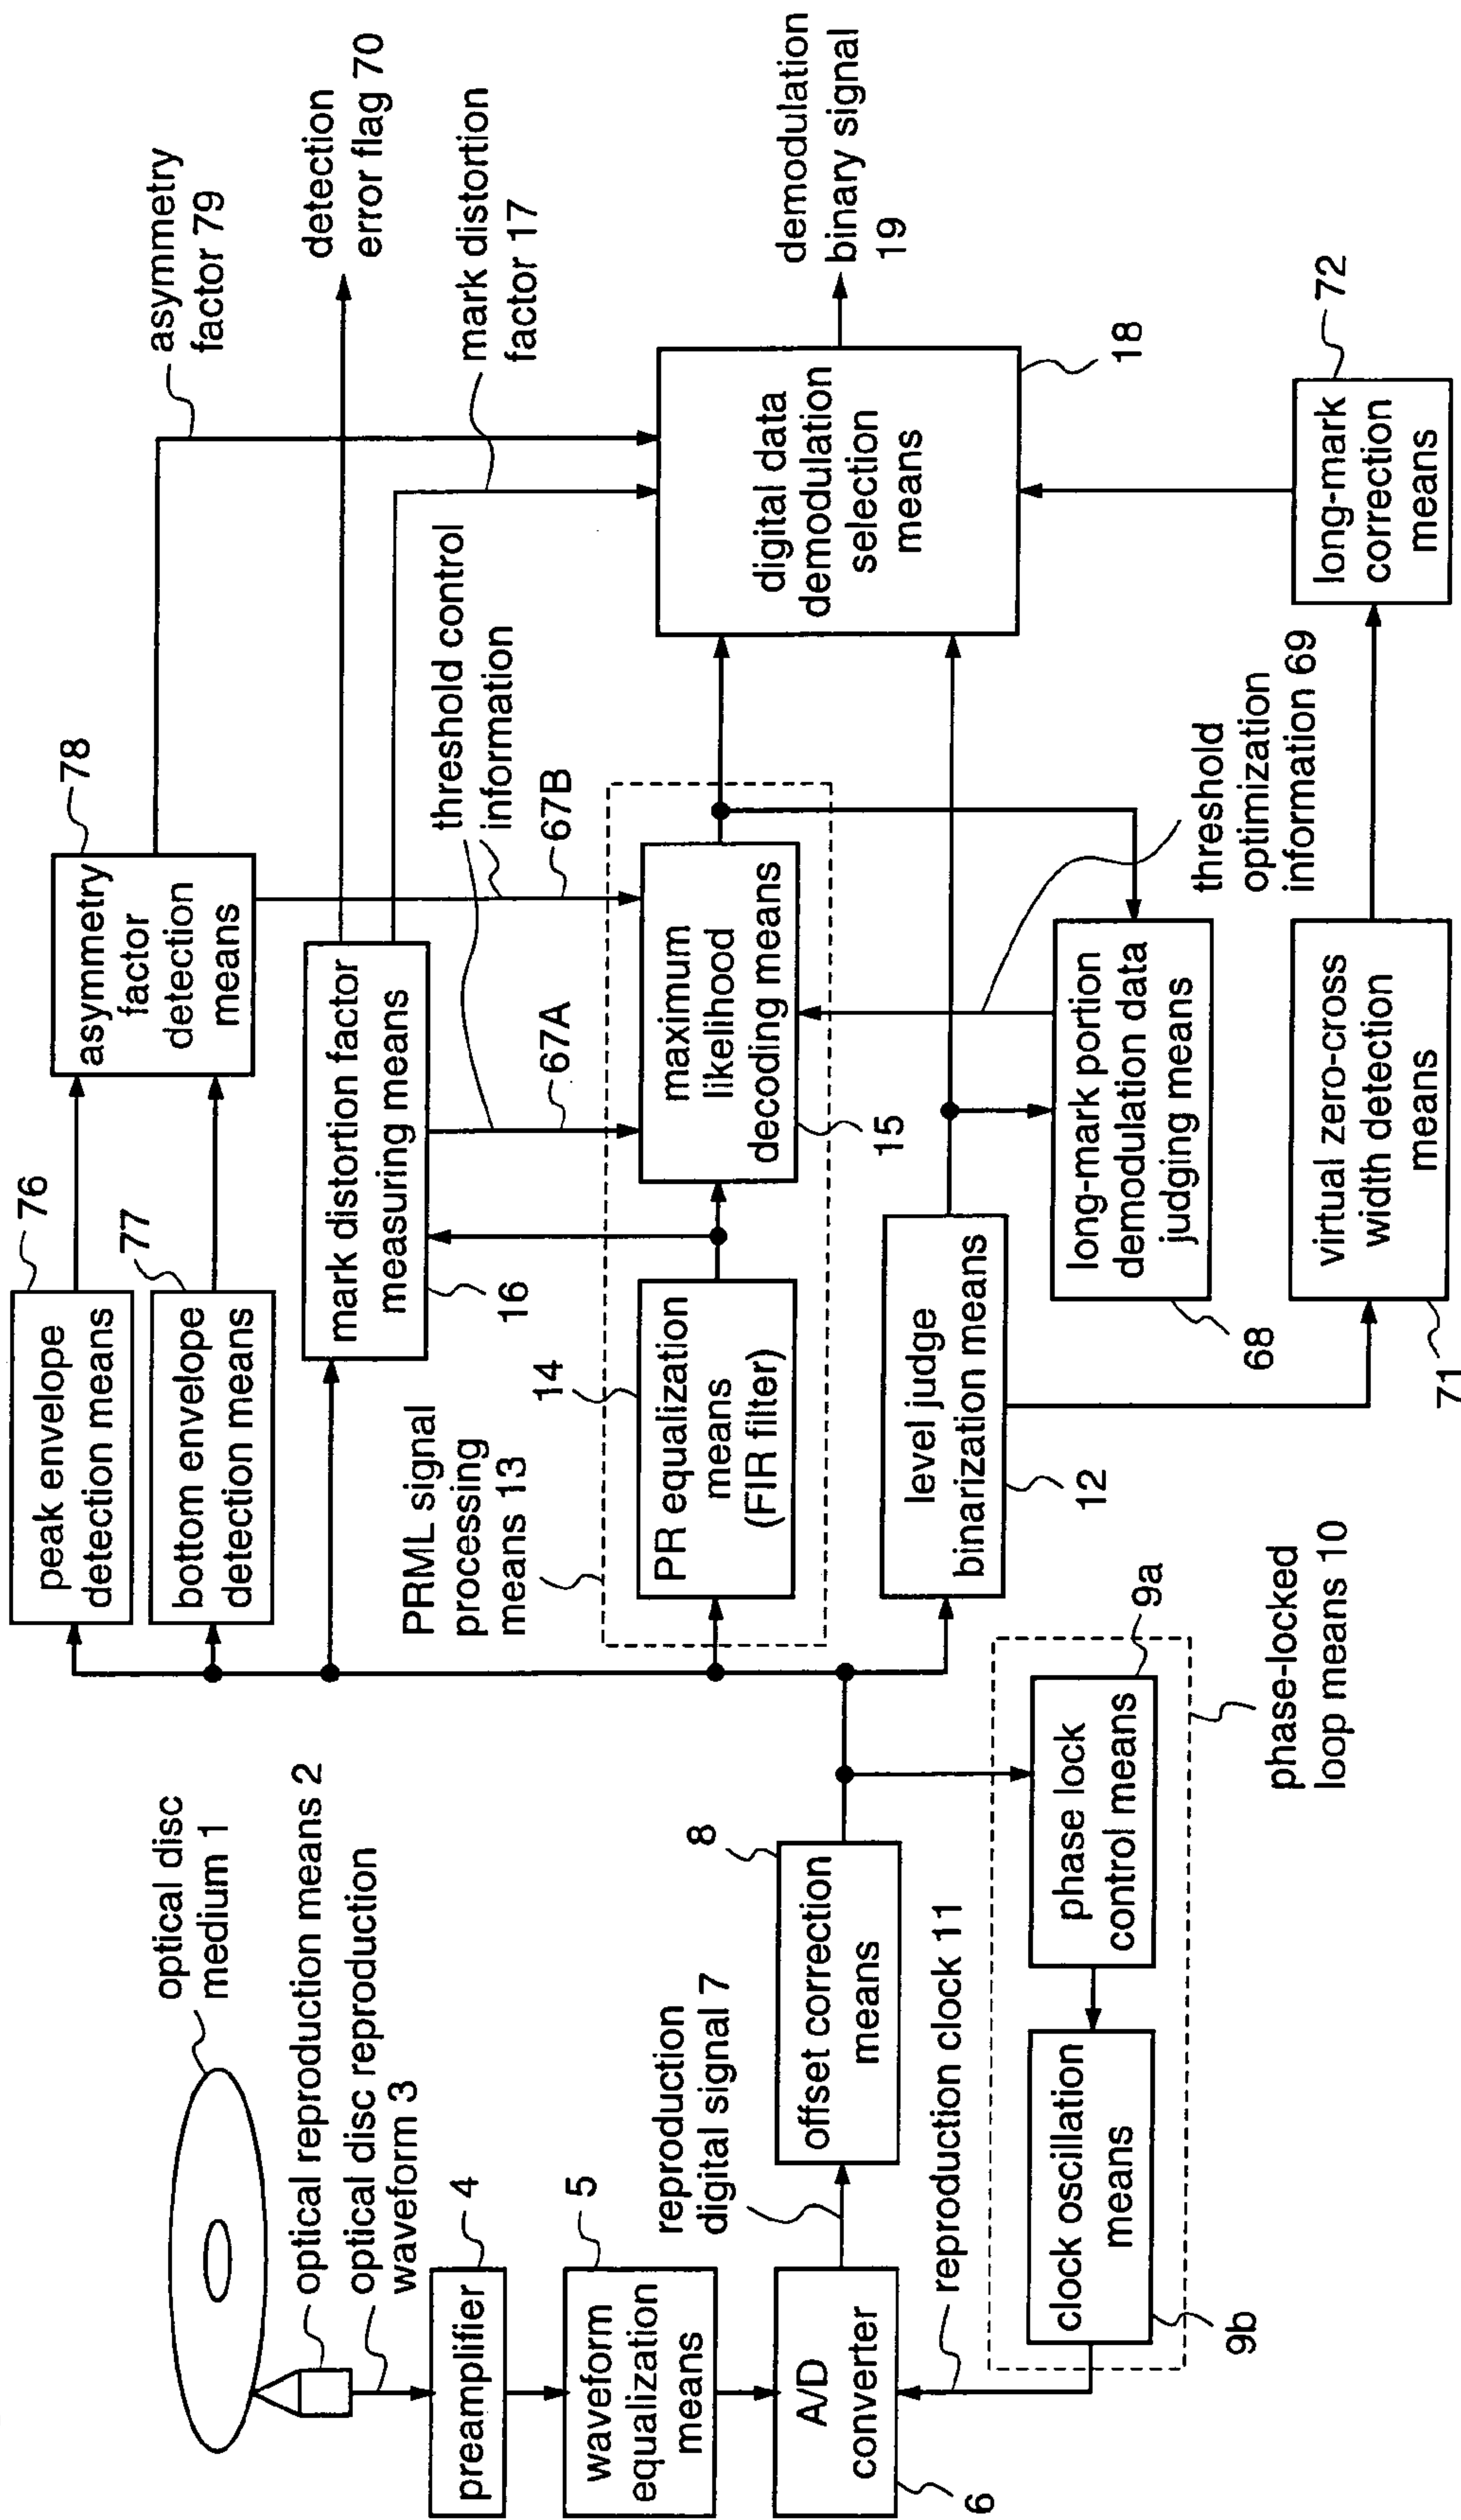 optical disc
medium 1
optical reproduction means 2
optical disc reproduction
waveform 3
preamplifier
4
waveform
equalization
means
5
A/D
converter
6
reproduction
digital signal 7
offset correction
means
8
reproduction clock 11
clock oscillation
means
9b
phase lock
control means
9a
phase-locked
loop means 10
peak envelope
detection means
76
bottom envelope
detection means
77
asymmetry
factor
detection
means
78
asymmetry
factor 79
mark distortion factor
measuring means
16
detection
error flag 70
mark distortion
factor 17
threshold control
information
67A
67B
PRML signal
processing
means 13
PR equalization
means
(FIR filter)
14
maximum
likelihood
decoding means
15
level judge
binarization means
12
long-mark portion
demodulation data
judging means
68
threshold
optimization
information 69
virtual zero-cross
width detection
means
71
long-mark
correction
means
72
digital data
demodulation
selection
means
18
demodulation
binary signal
19